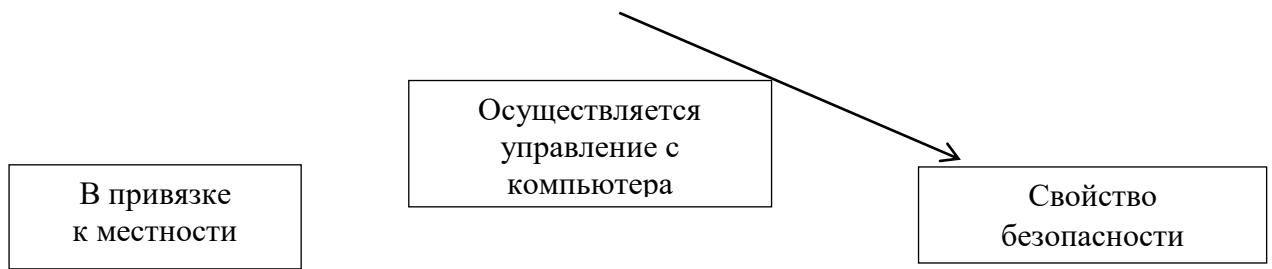 Осуществляется
управление с
компьютера
В привязке
к местности
Свойство
безопасности